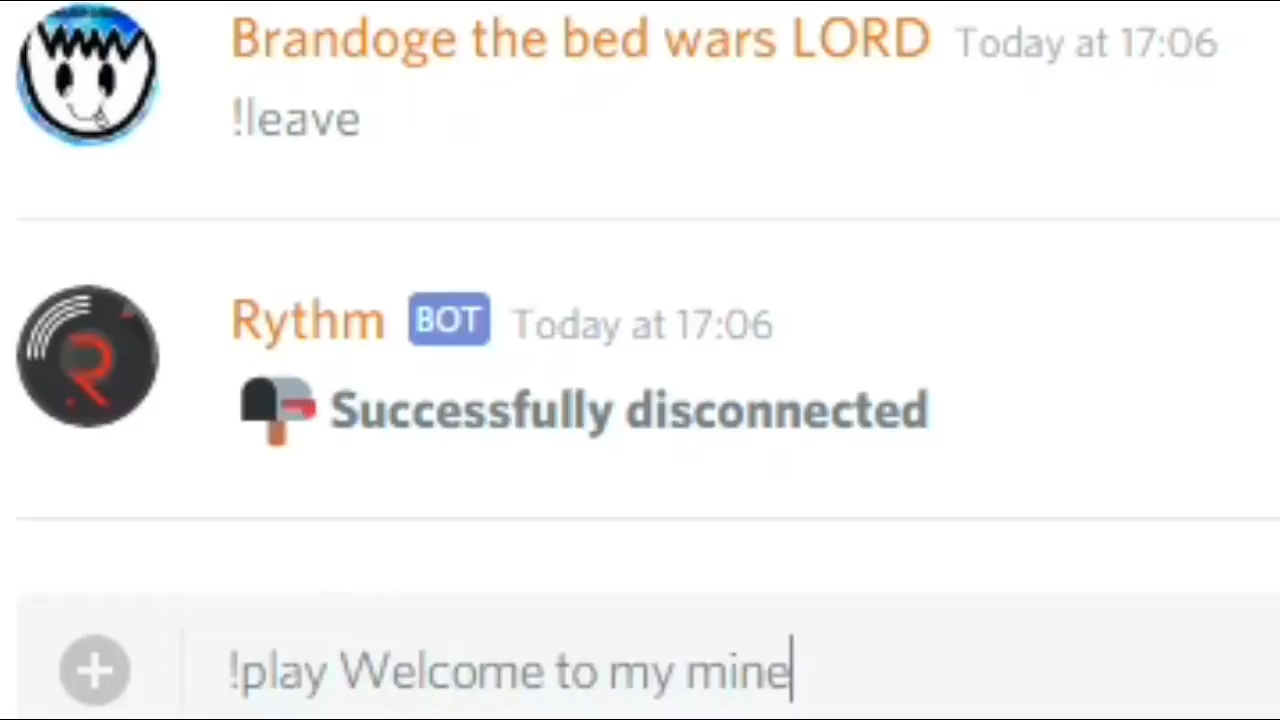 Brandoge the bed wars LORD Today at 17:06
!leave
Rythm BOT Today at 17:06
Successfully disconnected
!play Welcome to my mine